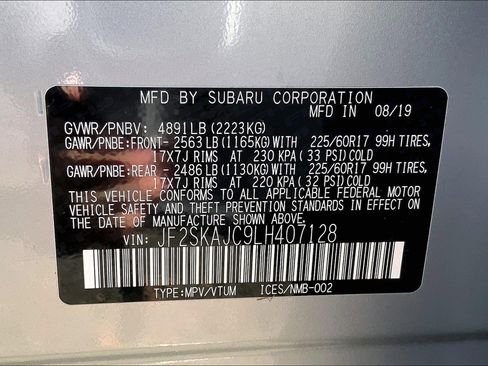 MFD BY SUBARU CORPORATION
MFD IN 08/19
GVWR/PNBV: 4891LB(2223KG)
GAWR/PNBE:FRONT- 2563 LB(1165KG)WITH 225/60R17 99H TIRES,
17X7J RIMS AT 230 KPA(33 PSI)COLD
GAWR/PNBE:REAR - 2486 LB(1130KG)WITH 225/60R17 99H TIRES,
17X7J RIMS AT 220 KPA(32 PSI)COLD
THIS VEHICLE CONFORMS TO ALL APPLICABLE FEDERAL MOTOR
VEHICLE SAFETY AND THEFT PREVENTION STANDARDS IN EFFECT ON
THE DATE OF MANUFACTURE SHOWN ABOVE.
VIN: JF2SKAJC9LH407128
TYPE:MPV/VTUM ICES/NMB-002